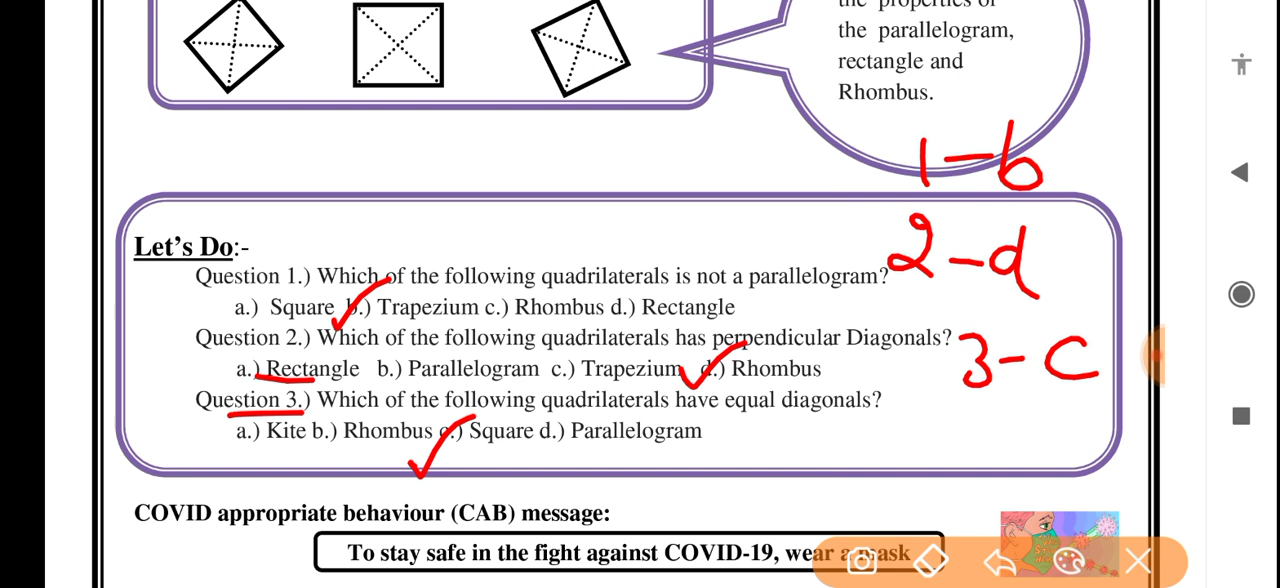 the properties of
the parallelogram,
rectangle and
Rhombus.
1-b
Let's Do:-
2-d
Question 1.) Which of the following quadrilaterals is not a parallelogram?
a.) Square b.) Trapezium c.) Rhombus d.) Rectangle
Question 2.) Which of the following quadrilaterals has perpendicular Diagonals?
3-c
a.) Rectangle b.) Parallelogram c.) Trapezium d.) Rhombus
Question 3.) Which of the following quadrilaterals have equal diagonals?
a.) Kite b.) Rhombus c.) Square d.) Parallelogram
COVID appropriate behaviour (CAB) message:
To stay safe in the fight against COVID-19, wear a mask